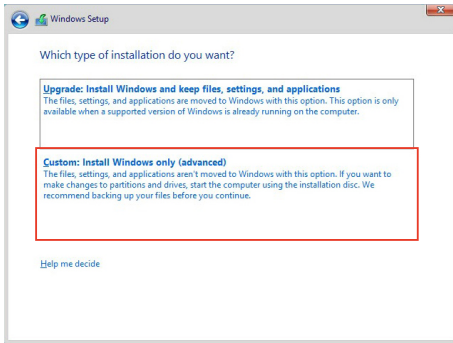 Windows Setup
Which type of installation do you want?
Upgrade: Install Windows and keep files, settings, and applications
The files, settings, and applications are moved to Windows with this option. This option is only
available when a supported version of Windows is already running on the computer.
Custom: Install Windows only (advanced)
The files, settings, and applications aren't moved to Windows with this option. If you want to
make changes to partitions and drives, start the computer using the installation disc. We
recommend backing up your files before you continue.
Help me decide